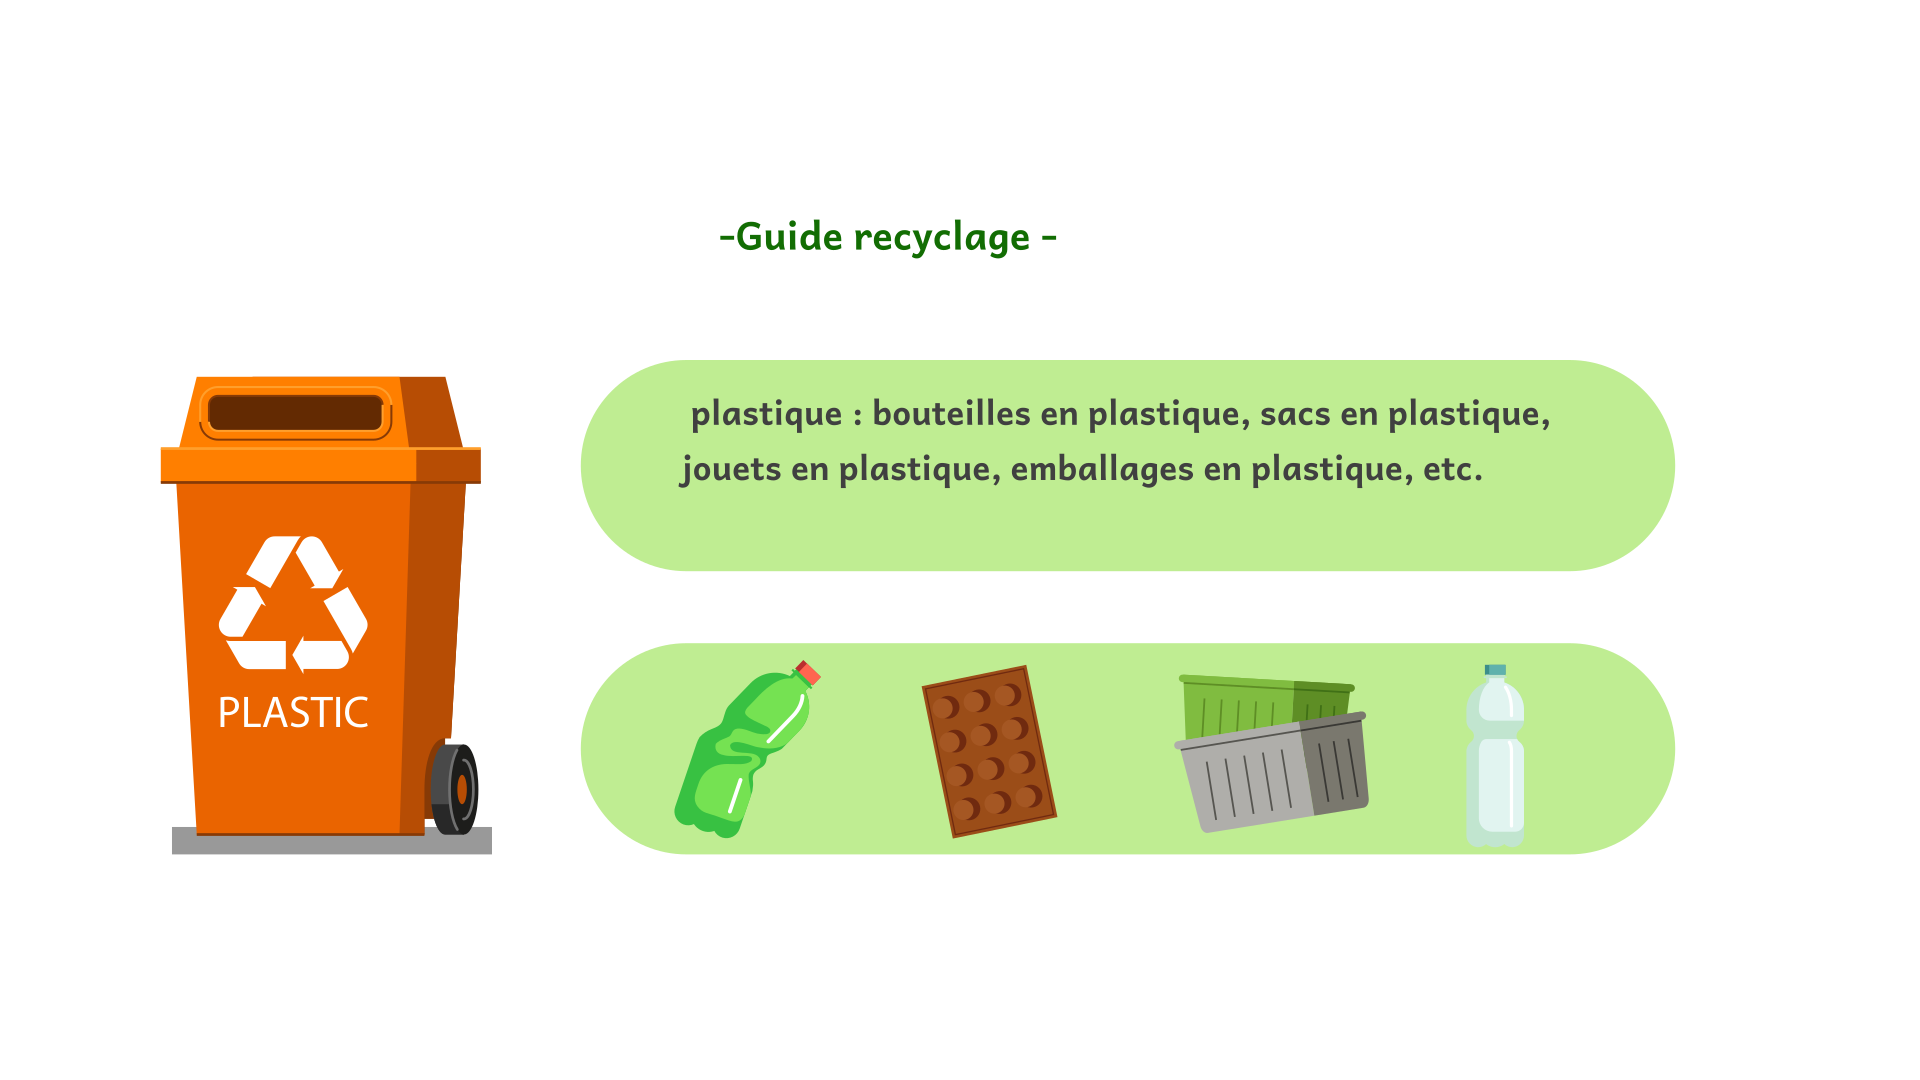 -Guide recyclage -
plastique : bouteilles en plastique, sacs en plastique,
jouets en plastique, emballages en plastique, etc.
PLASTIC